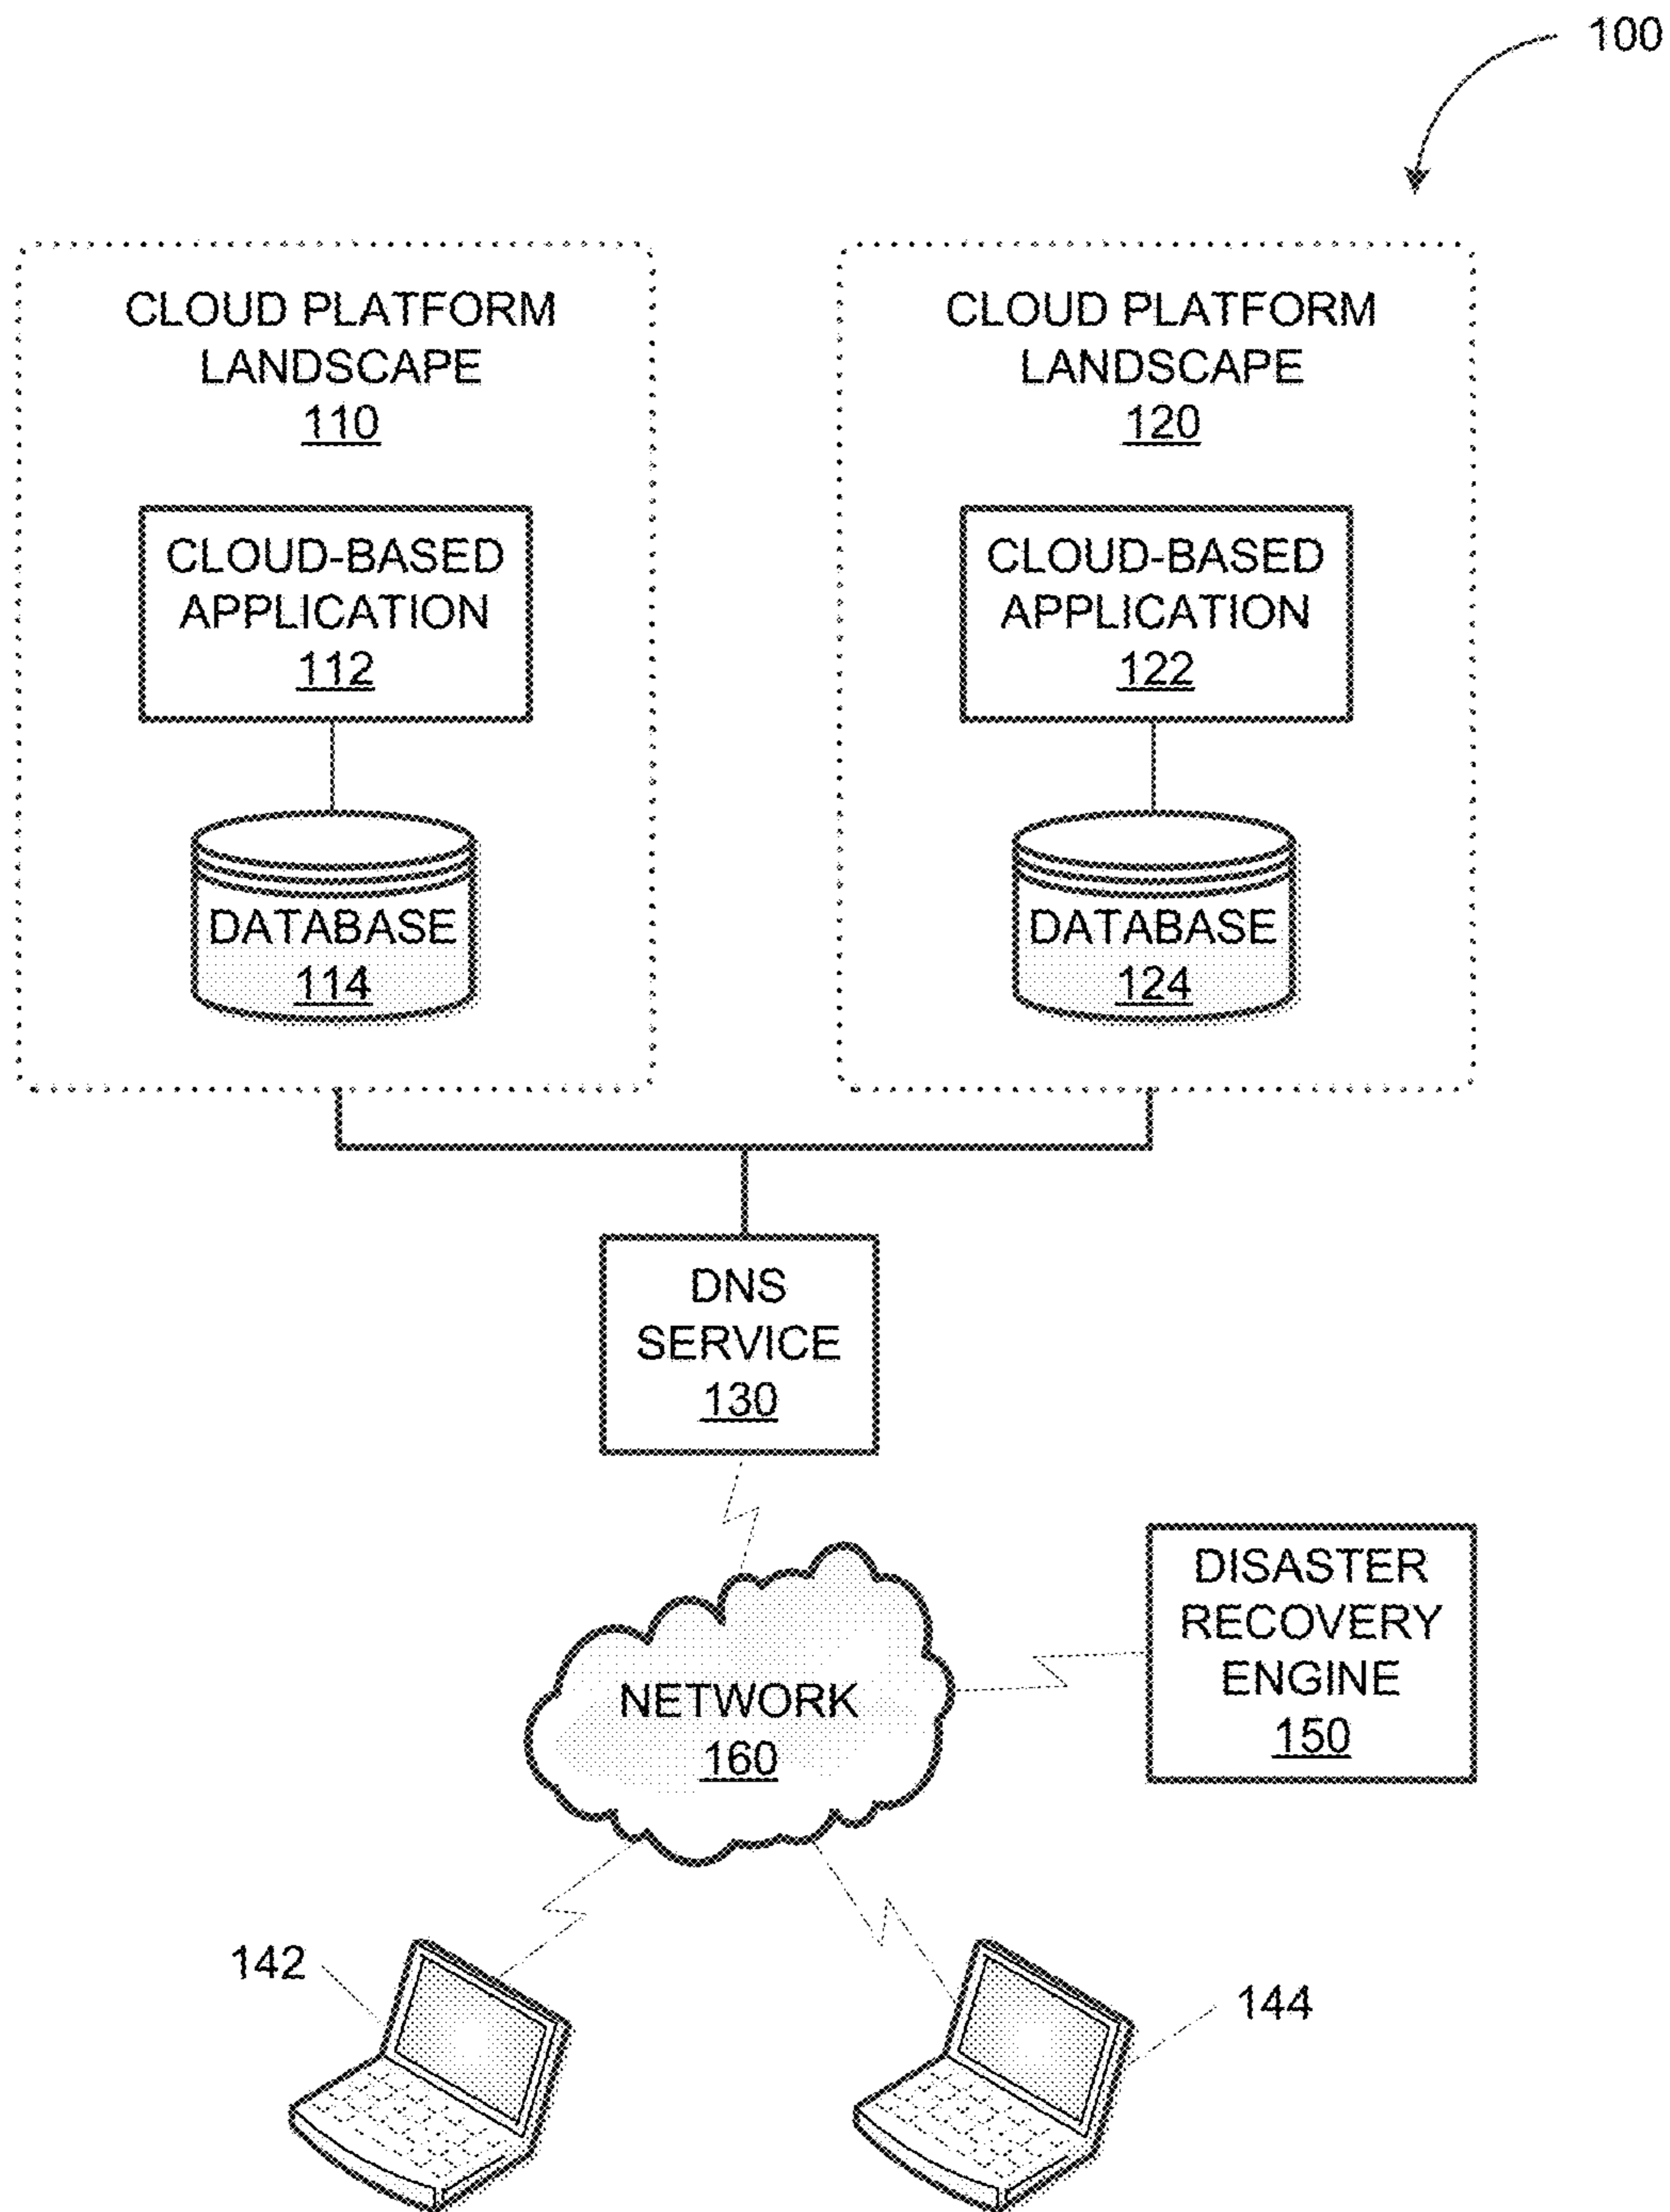 100
CLOUD PLATFORM
LANDSCAPE
110
CLOUD-BASED
APPLICATION
112
DATABASE
114
CLOUD PLATFORM
LANDSCAPE
120
CLOUD-BASED
APPLICATION
122
DATABASE
124
DNS
SERVICE
130
NETWORK
160
DISASTER
RECOVERY
ENGINE
150
142
144